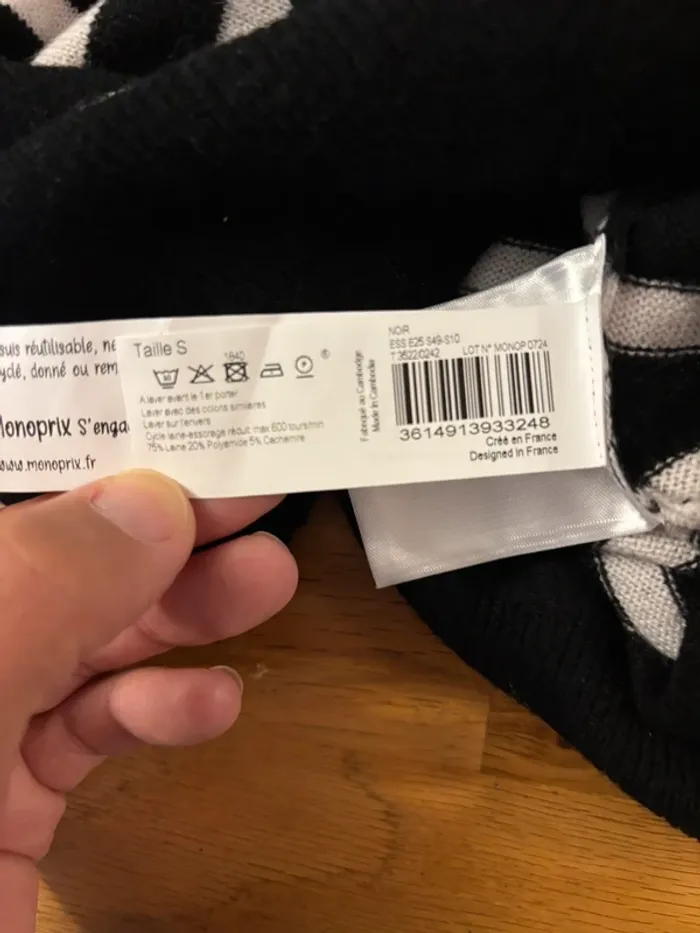 suis réutilisable, ne
yclé, donné ou rem
Monoprix s'enga
www.monoprix.fr
Taille S
1840
30
®
A laver avant le 1er porter
Laver avec des coloris similaires
Laver sur l'envers
Cycle laine-essorage réduit max 600 tours/min
75% Laine 20% Polyamide 5% Cachemire
Fabriqué au Cambodge
Made in Cambodia
NOIR
ESS E25 S49-S10
T 3522/0242 LOT N° MONOP 0724
3614913933248
Créé en France
Designed in France